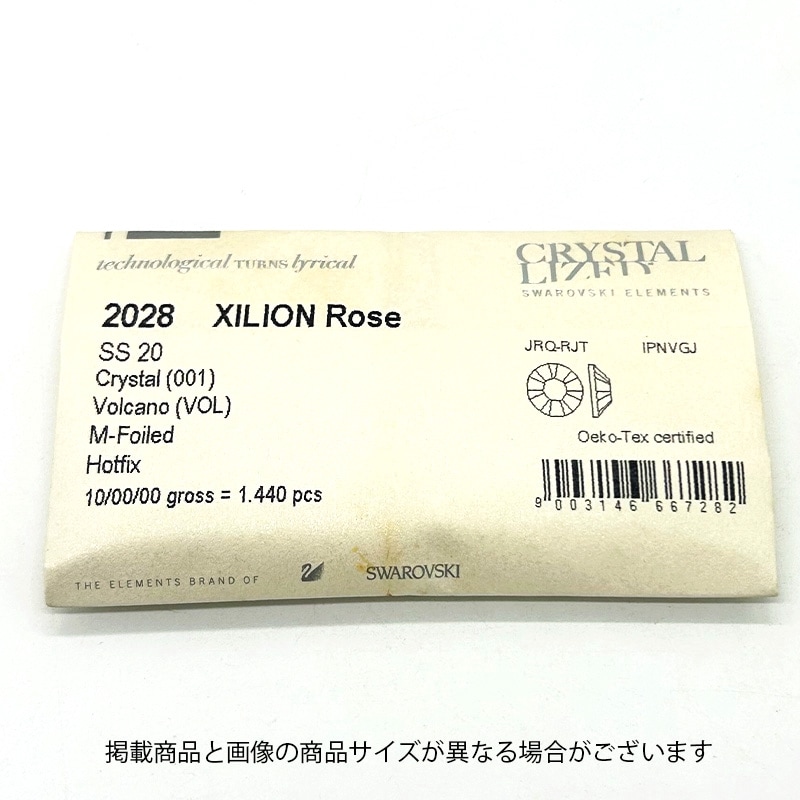 technological TURNS lyrical
CRYSTAL
LIZED™
SWAROVSKI ELEMENTS
2028 XILION Rose
SS 20
Crystal (001)
Volcano (VOL)
M-Foiled
Hotfix
10/00/00 gross = 1.440 pcs
JRQ-RJT IPNVGJ
Oeko-Tex certified
9 003146 667282
THE ELEMENTS BRAND OF SWAROVSKI
掲載商品と画像の商品サイズが異なる場合がございます